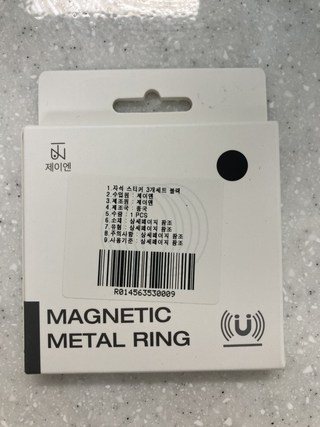 제이엔
1.자석 스티커 3개세트 블랙
2.수입원 : 제이엔
3.제조원 : 제이엔
4.제조국 : 중국
5.수량 : 1 PCS
6.소재 : 상세페이지 참조
7.유형 : 상세페이지 참조
8.주의사항 : 상세페이지 참조
9.사용기준 : 상세페이지 참조
R014563530009
MAGNETIC
METAL RING